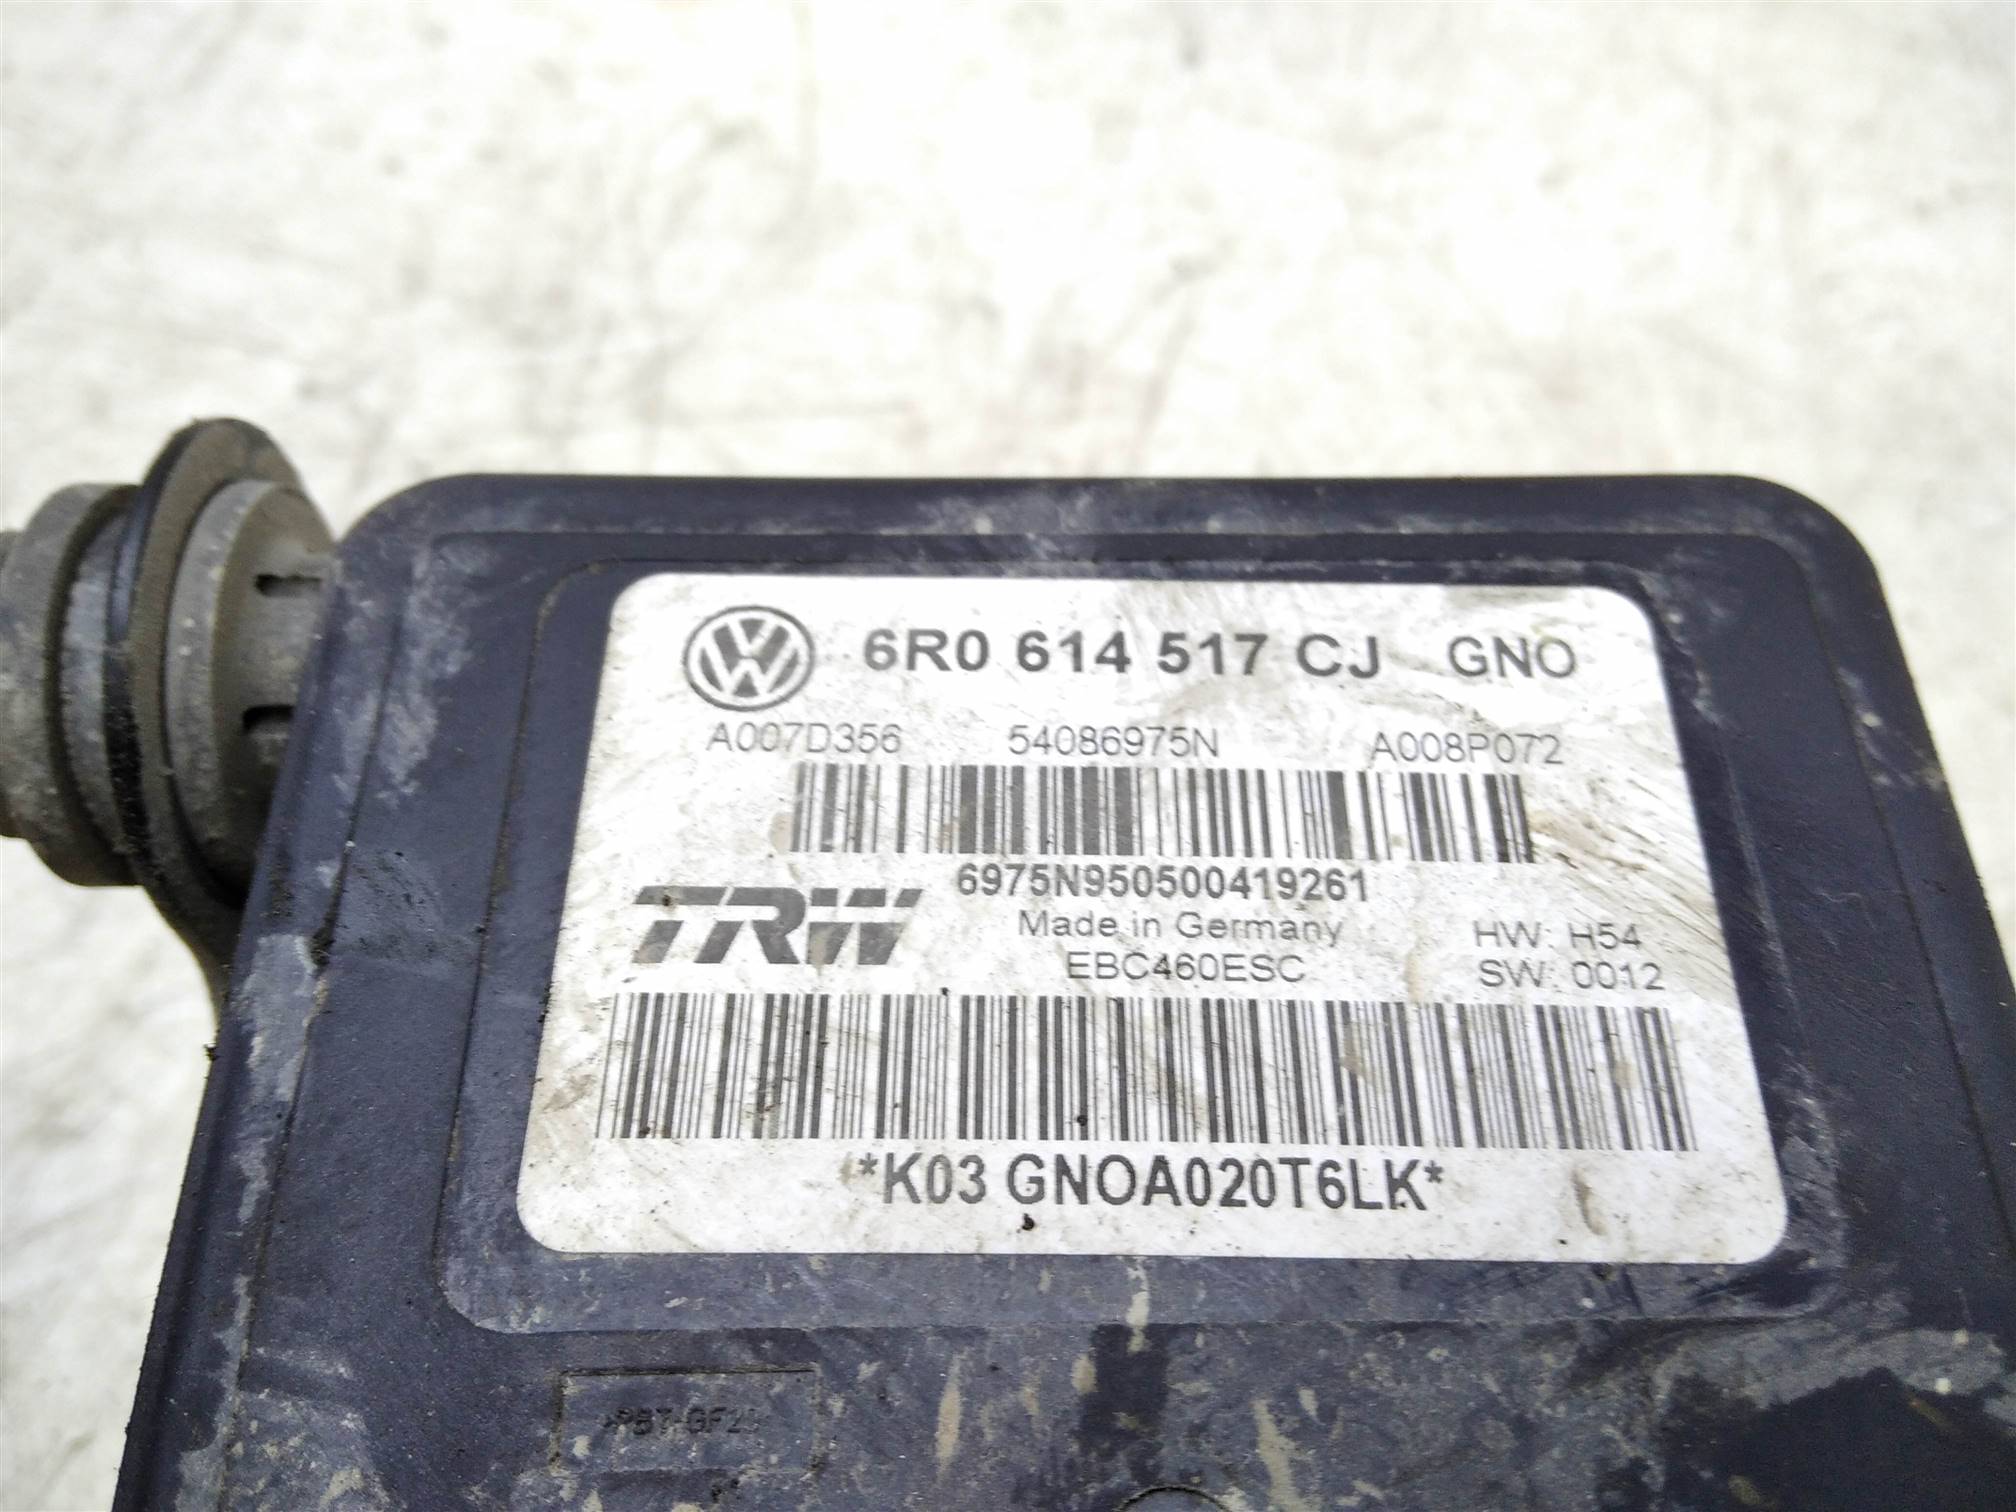 6R0 614 517 CJ GNO
A007D356 54086975N A008P072
6975N950500419261
TRW Made in Germany HW: H54
EBC460ESC SW: 0012
*K03 GNOA020T6LK*